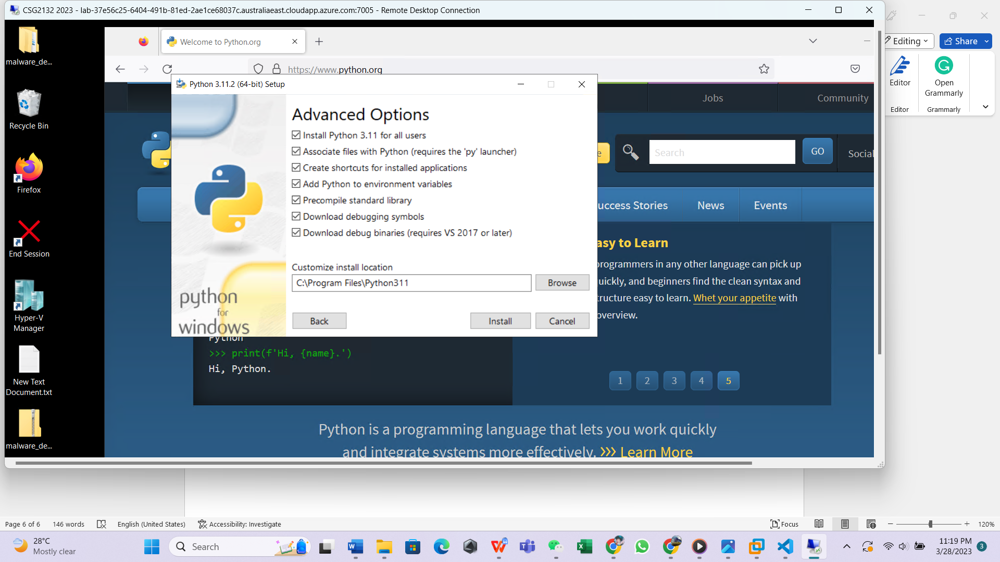 CSG2132 2023 - lab-37e56c25-6404-491b-81ed-2ae1ce68037c.australiaeast.cloudapp.azure.com:7005 - Remote Desktop Connection
Editing
Share
Editor
Open
Grammarly
Editor
Grammarly
malware_de...
Recycle Bin
Firefox
End Session
Hyper-V
Manager
New Text
Document.txt
malware_de...
Welcome to Python.org
https://www.python.org
Jobs
Community
Search
GO
Social
uccess Stories
News
Events
Python 3.11.2 (64-bit) Setup
Advanced Options
Install Python 3.11 for all users
Associate files with Python (requires the 'py' launcher)
Create shortcuts for installed applications
Add Python to environment variables
Precompile standard library
Download debugging symbols
Download debug binaries (requires VS 2017 or later)
Customize install location
C:\Program Files\Python311
Browse
Back
Install
Cancel
python
for
windows
asy to Learn
programmers in any other language can pick up
uickly, and beginners find the clean syntax and
tructure easy to learn. Whet your appetite with
overview.
Python
>>> print(f'Hi, {name}.')
Hi, Python.
1
2
3
4
5
Python is a programming language that lets you work quickly
and integrate systems more effectively. >>> Learn More
Page 6 of 6
146 words
English (United States)
Accessibility: Investigate
Focus
120%
28°C
Mostly clear
Search
11:19 PM
3/28/2023
3